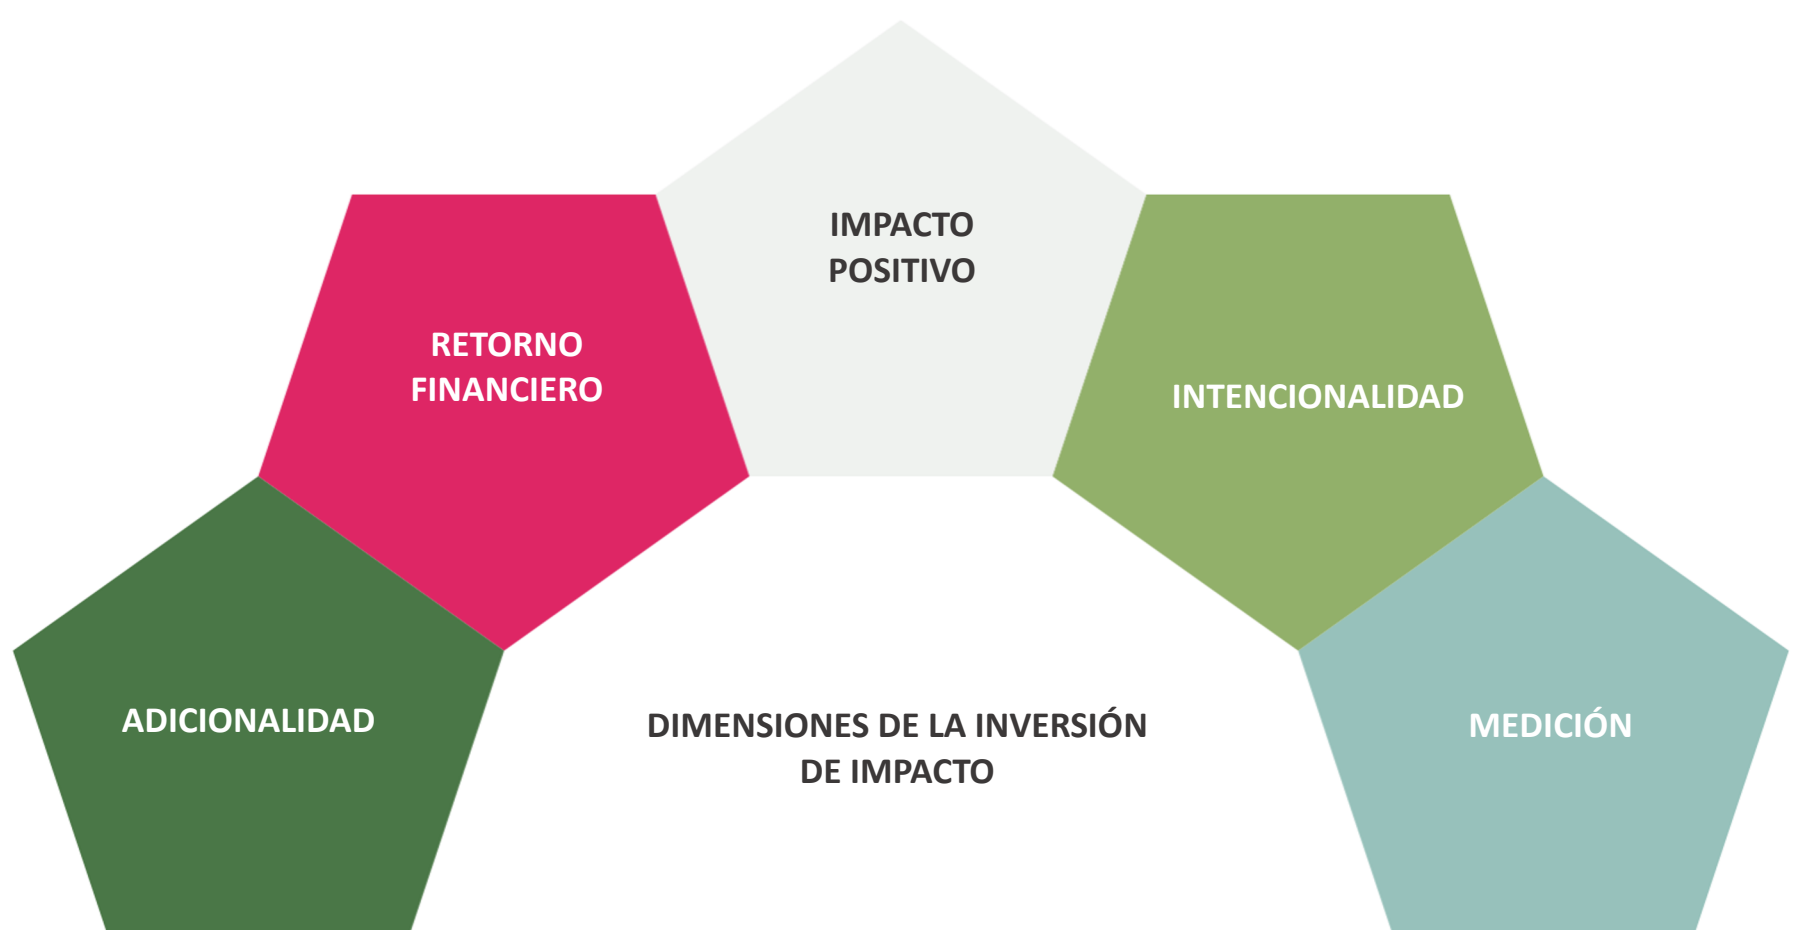 IMPACTO
POSITIVO
RETORNO
FINANCIERO
INTENCIONALIDAD
ADICIONALIDAD
DIMENSIONES DE LA INVERSIÓN
DE IMPACTO
MEDICIÓN